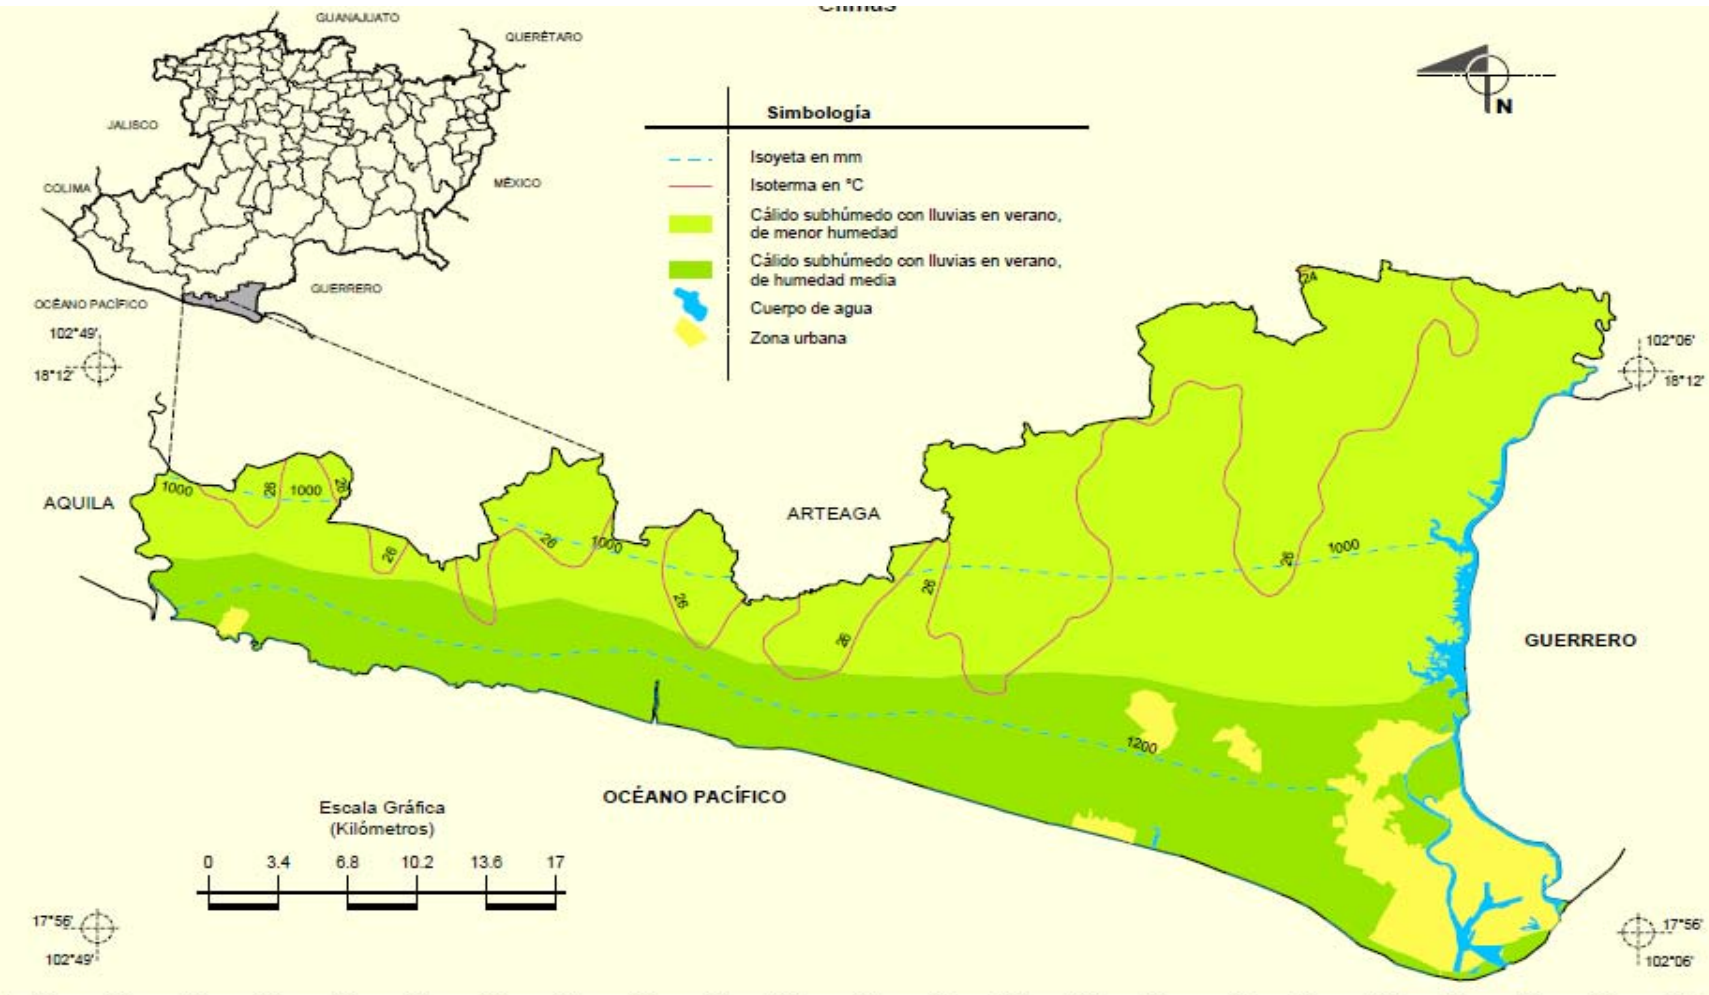 Climas
GUANAJUATO
QUERÉTARO
JALISCO
COLIMA
MÉXICO
GUERRERO
OCÉANO PACÍFICO
N
Simbología
Isoyeta en mm
Isoterma en °C
Cálido subhúmedo con lluvias en verano,
de menor humedad
Cálido subhúmedo con lluvias en verano,
de humedad media
Cuerpo de agua
Zona urbana
102°49'
18°12'
102°06'
18°12'
2A
AQUILA
1000
26
1000
26
ARTEAGA
26
26
1000
26
26
26
26
1000
GUERRERO
1200
OCÉANO PACÍFICO
Escala Gráfica
(Kilómetros)
0 3.4 6.8 10.2 13.6 17
17°56'
102°49'
17°56'
102°06'